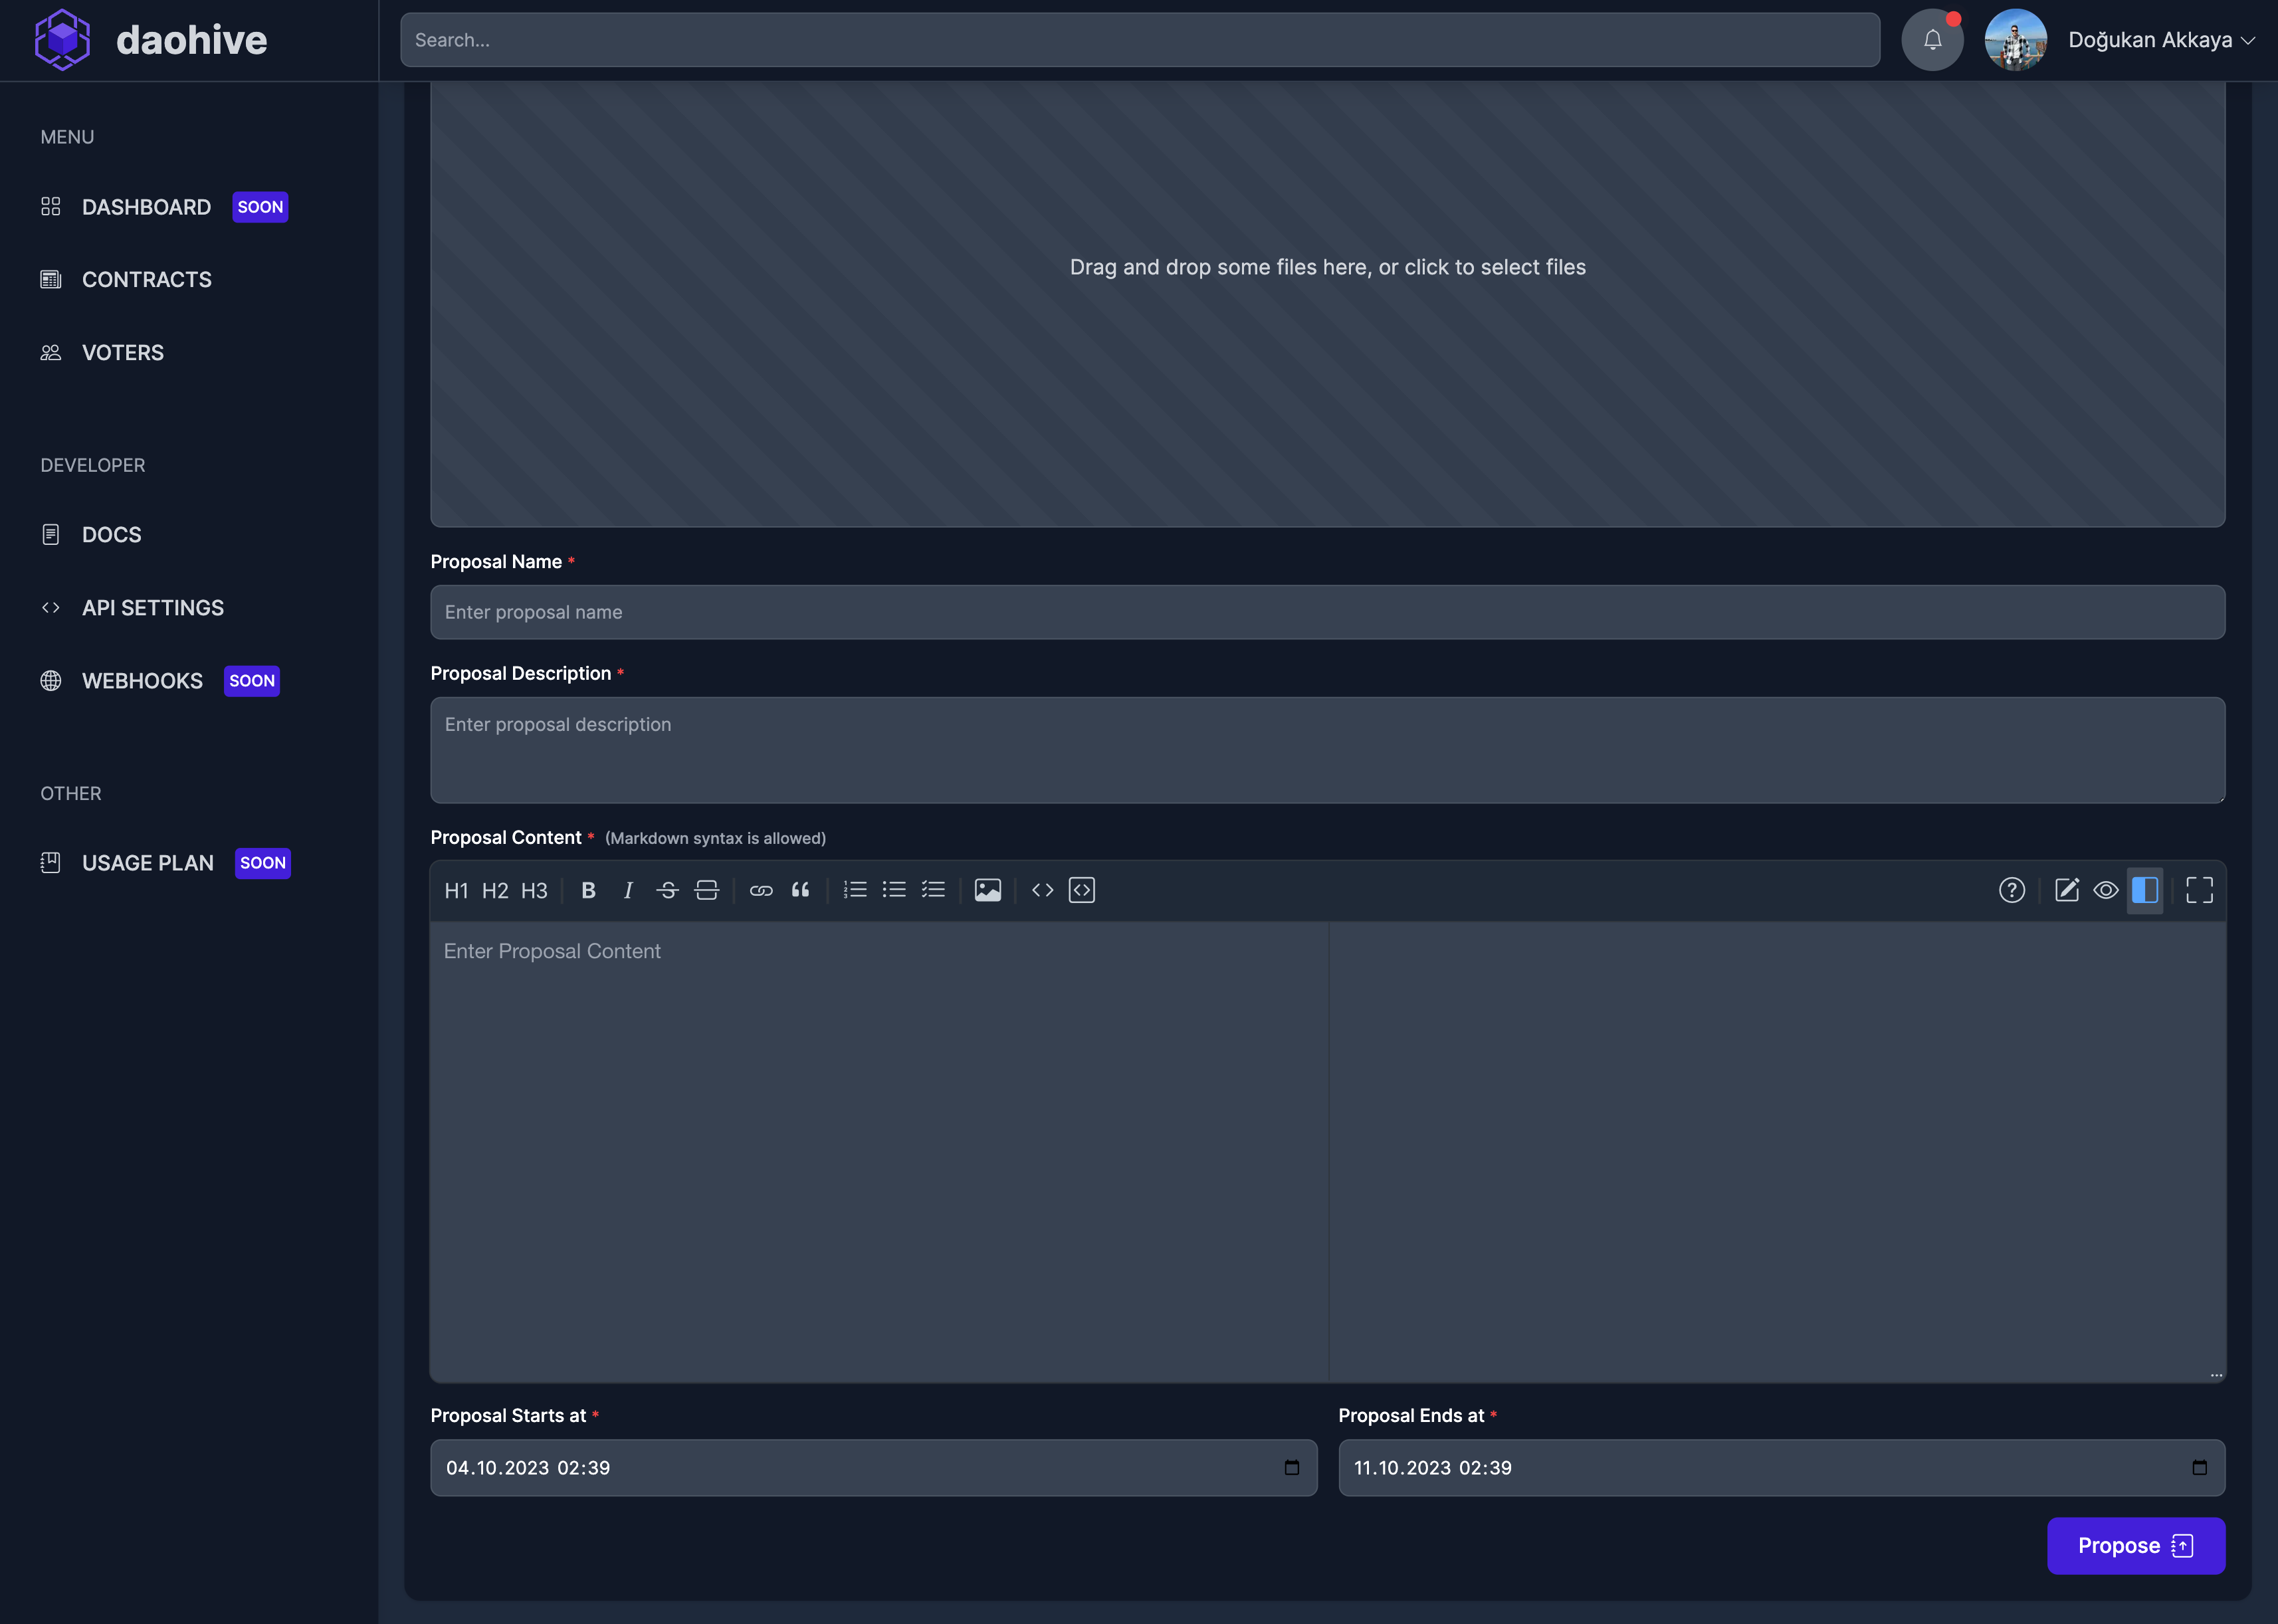 daohive
Search...
Doğukan Akkaya
MENU
DASHBOARD SOON
CONTRACTS
VOTERS
DEVELOPER
DOCS
API SETTINGS
WEBHOOKS SOON
OTHER
USAGE PLAN SOON
Drag and drop some files here, or click to select files
Proposal Name *
Enter proposal name
Proposal Description *
Enter proposal description
Proposal Content * (Markdown syntax is allowed)
H1 H2 H3 B I S
Enter Proposal Content
Proposal Starts at *
04.10.2023 02:39
Proposal Ends at *
11.10.2023 02:39
Propose